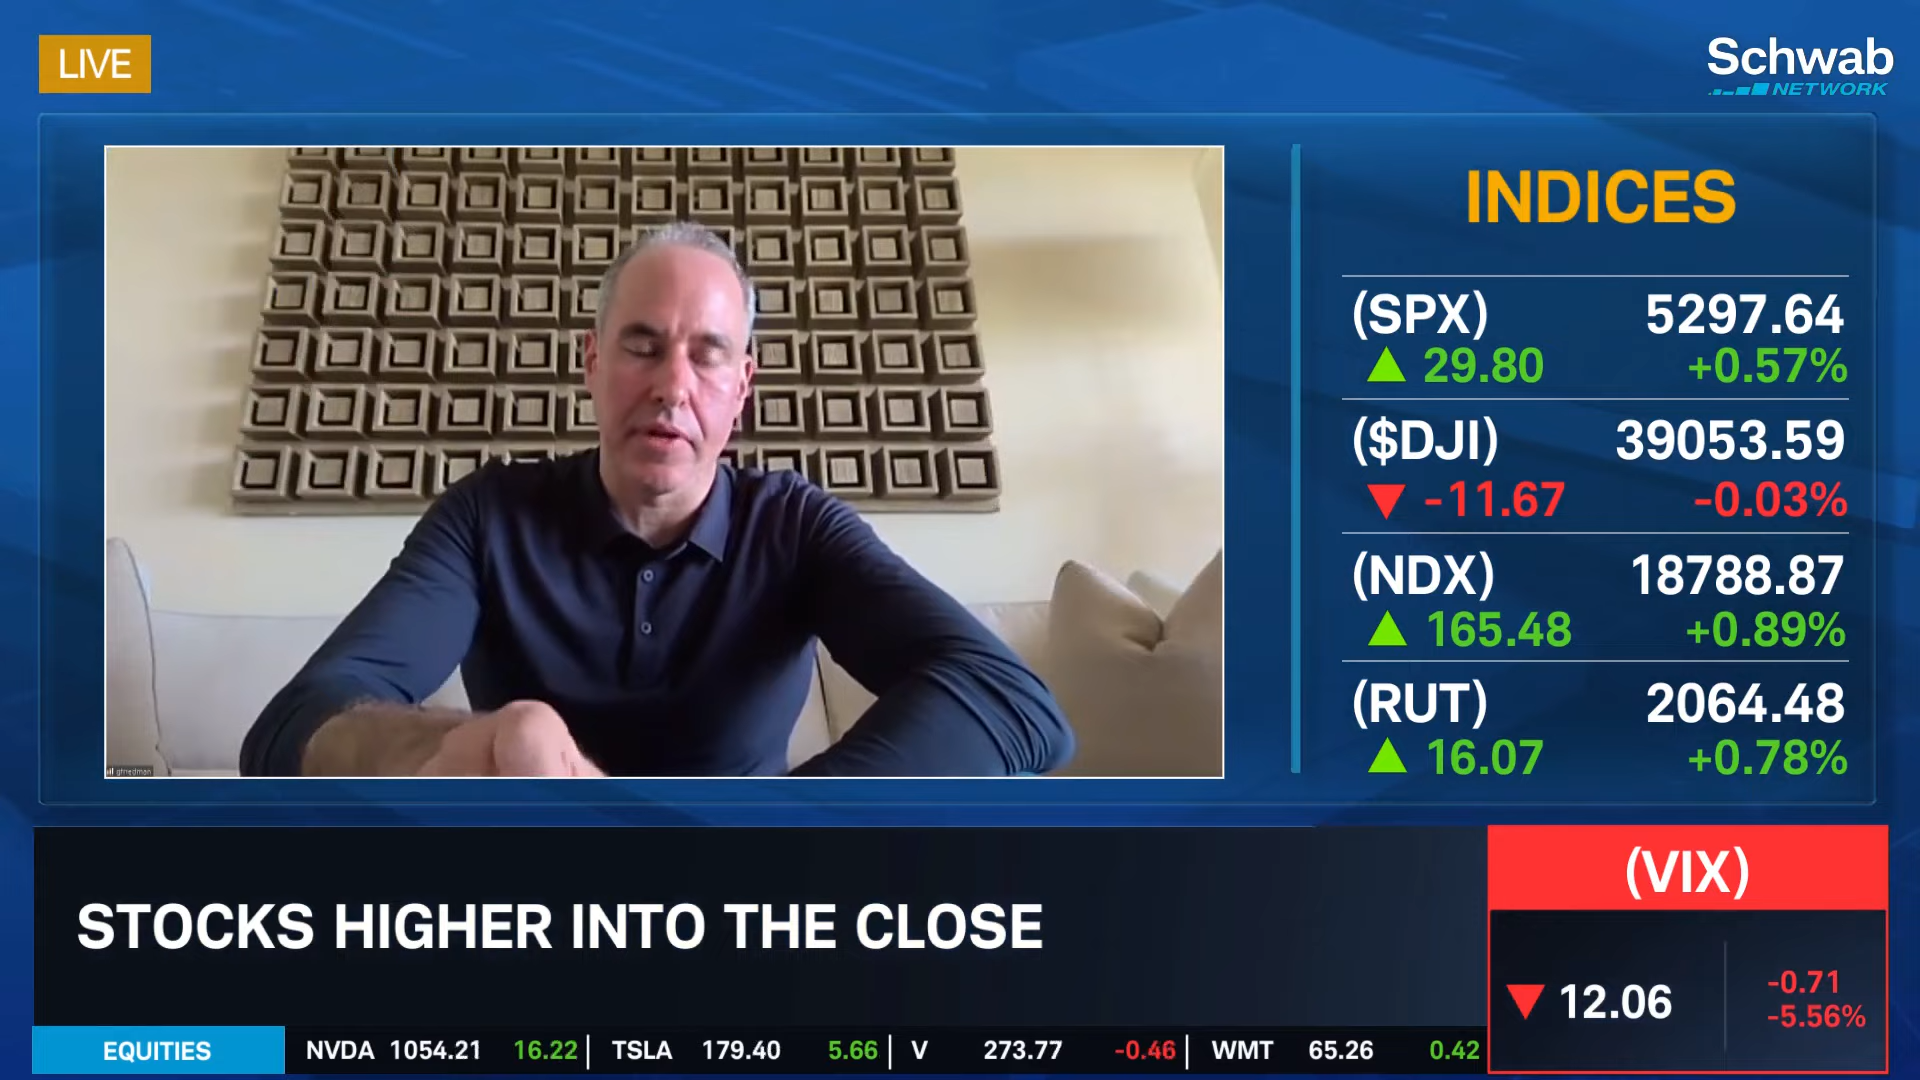 LIVE
Schwab
NETWORK
INDICES
(SPX) 5297.64
▲ 29.80 +0.57%
($DJI) 39053.59
▼ -11.67 -0.03%
(NDX) 18788.87
▲ 165.48 +0.89%
(RUT) 2064.48
▲ 16.07 +0.78%
gfriedman
STOCKS HIGHER INTO THE CLOSE
(VIX)
▼ 12.06
-0.71
-5.56%
EQUITIES NVDA 1054.21 16.22 | TSLA 179.40 5.66 | V 273.77 -0.46 | WMT 65.26 0.42